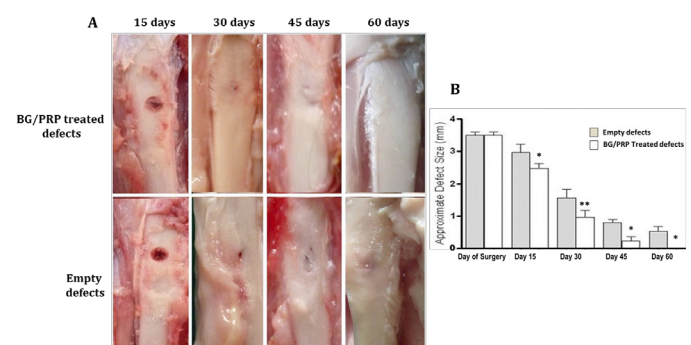 A
15 days 30 days 45 days 60 days
BG/PRP treated
defects
Empty
defects
B
Approximate Defect Size (mm)
4
3
2
1
0
Empty defects
BG/PRP Treated defects
*
**
*
*
Day of Surgery Day 15 Day 30 Day 45 Day 60